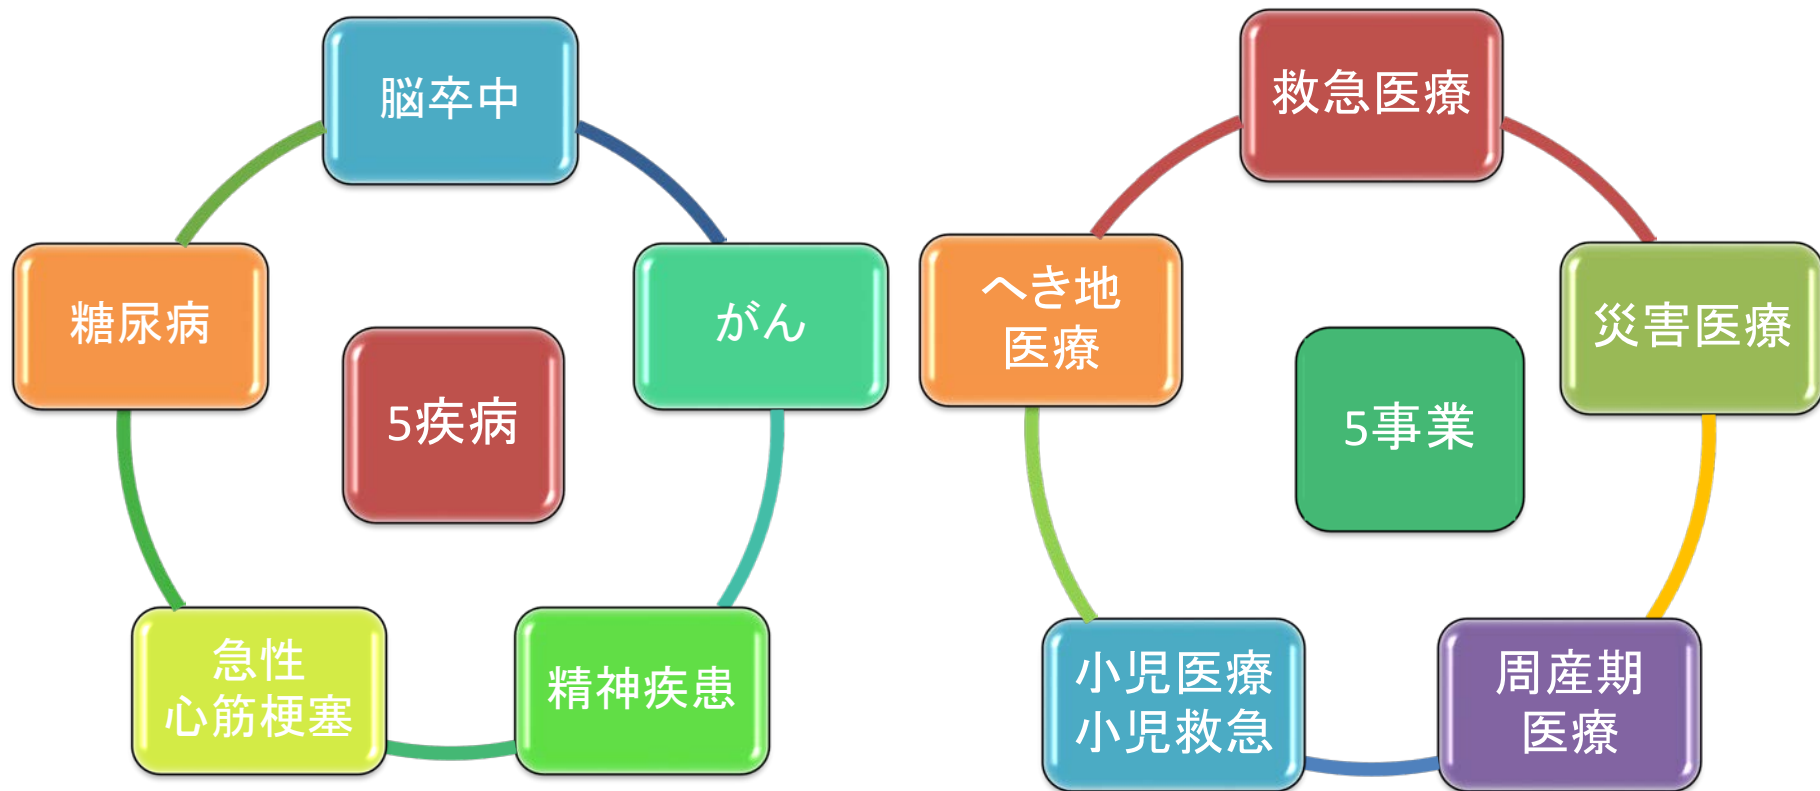 脳卒中
がん
精神疾患
急性
心筋梗塞
糖尿病
5疾病
救急医療
災害医療
周産期
医療
小児医療
小児救急
へき地
医療
5事業